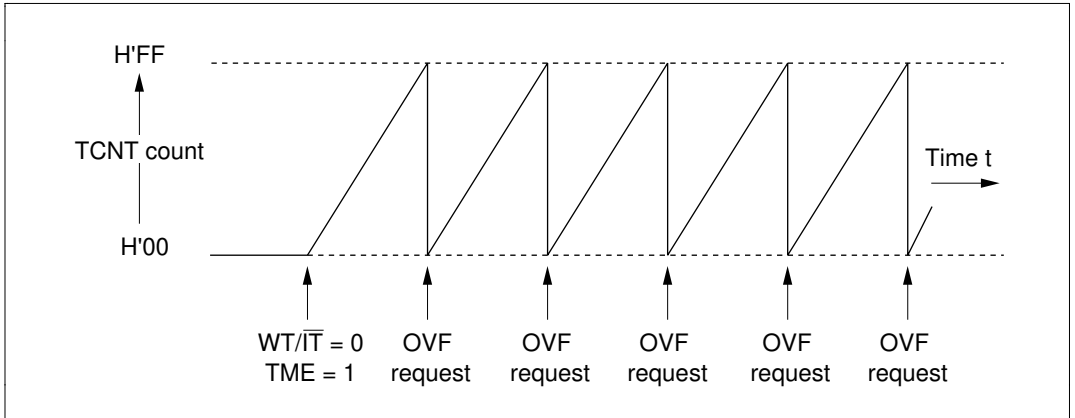 H'FF
TCNT count
Time t
H'00
WT/I̅T̅ = 0
TME = 1
OVF
request
OVF
request
OVF
request
OVF
request
OVF
request